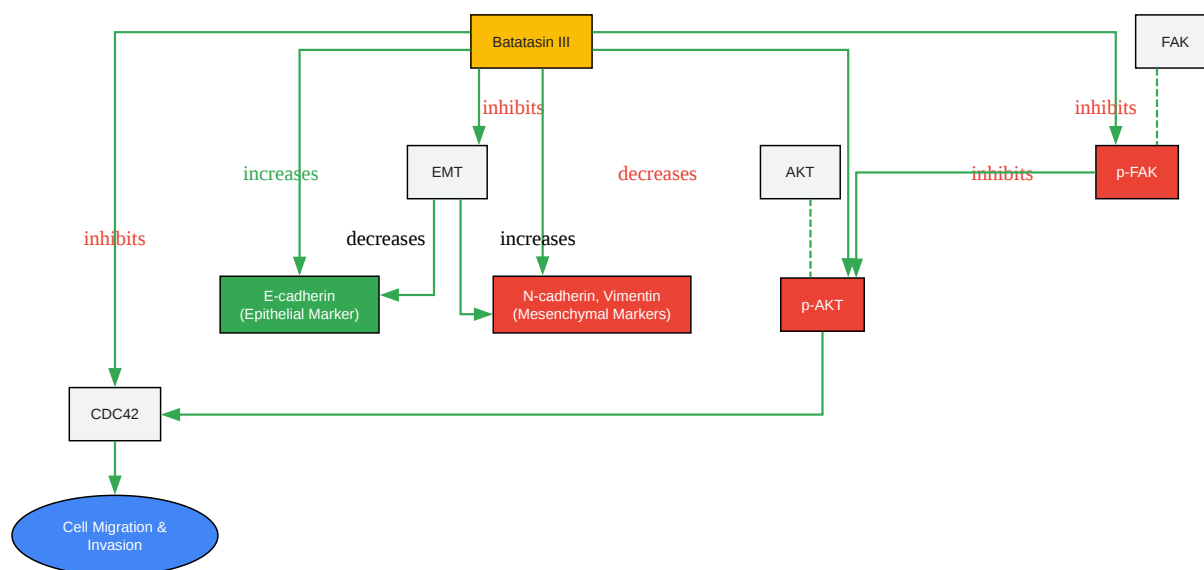 Batatasin III
FAK
inhibits
inhibits
EMT
AKT
p-FAK
increases
decreases
inhibits
inhibits
decreases
increases
E-cadherin
(Epithelial Marker)
N-cadherin, Vimentin
(Mesenchymal Markers)
p-AKT
CDC42
Cell Migration &
Invasion